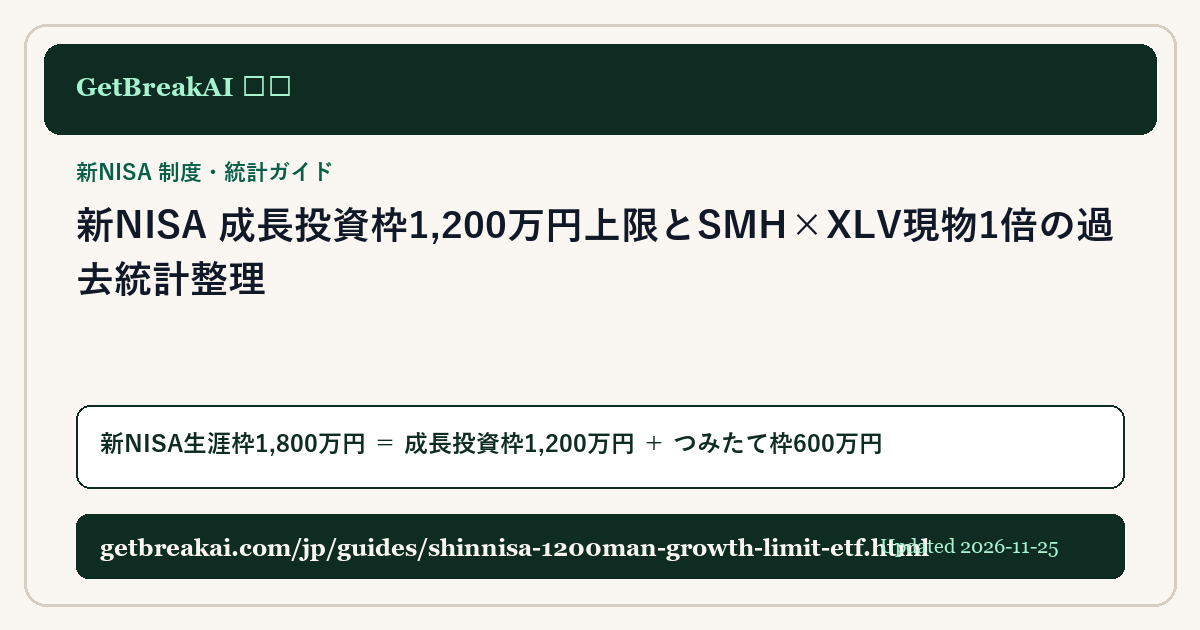 GetBreakAI
新NISA 制度・統計ガイド
新NISA 成長投資枠1,200万円上限とSMH×XLV現物1倍の過
去統計整理
新NISA生涯枠1,800万円 ＝ 成長投資枠1,200万円 ＋ つみたて枠600万円
getbreakai.com/jp/guides/shinnisa-1200man-growth-limit-etf.html
Updated 2026-11-25